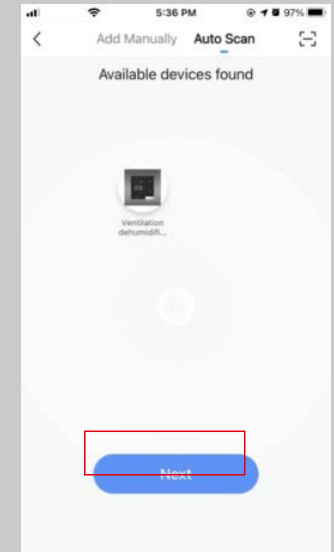 5:36 PM
97%
Add Manually Auto Scan
Available devices found
Ventilation
dehumidifi...
Next